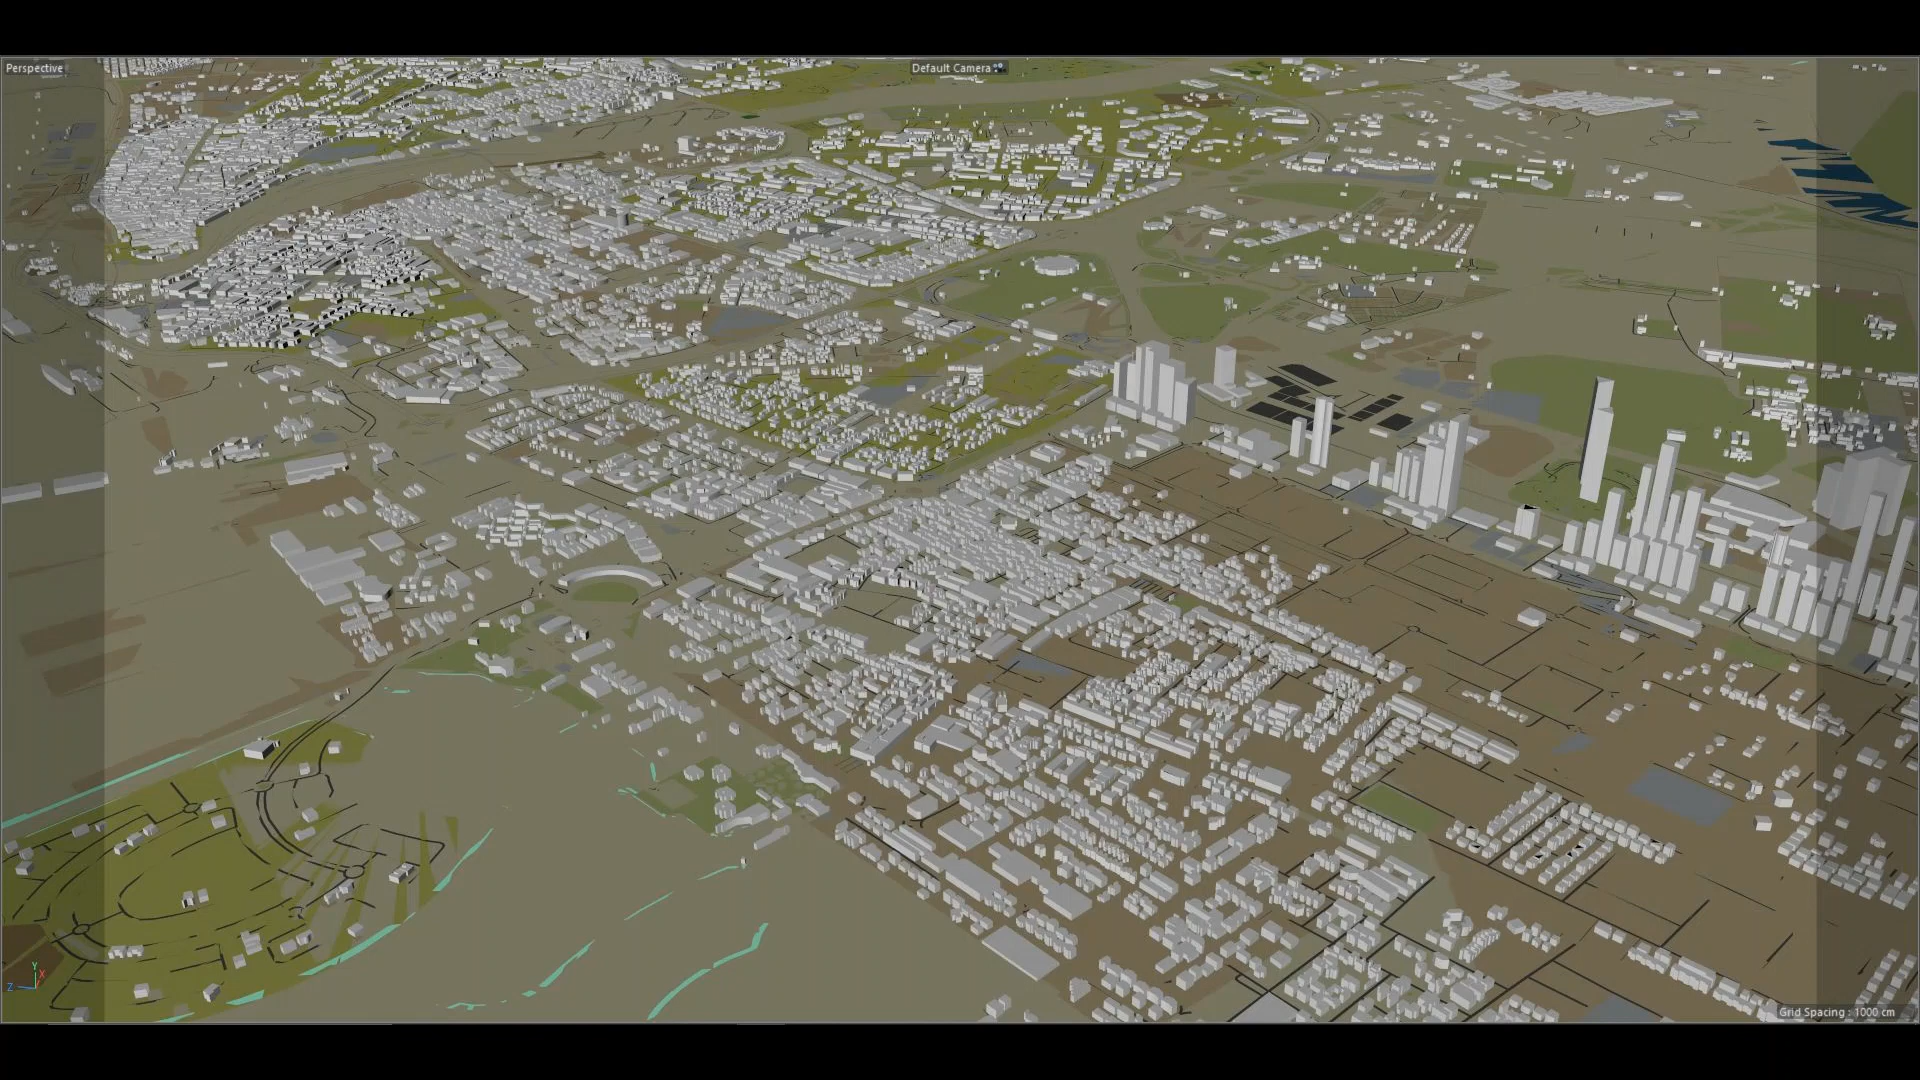 Perspective
Default Camera
Y
X
Z
Grid Spacing : 1000 cm